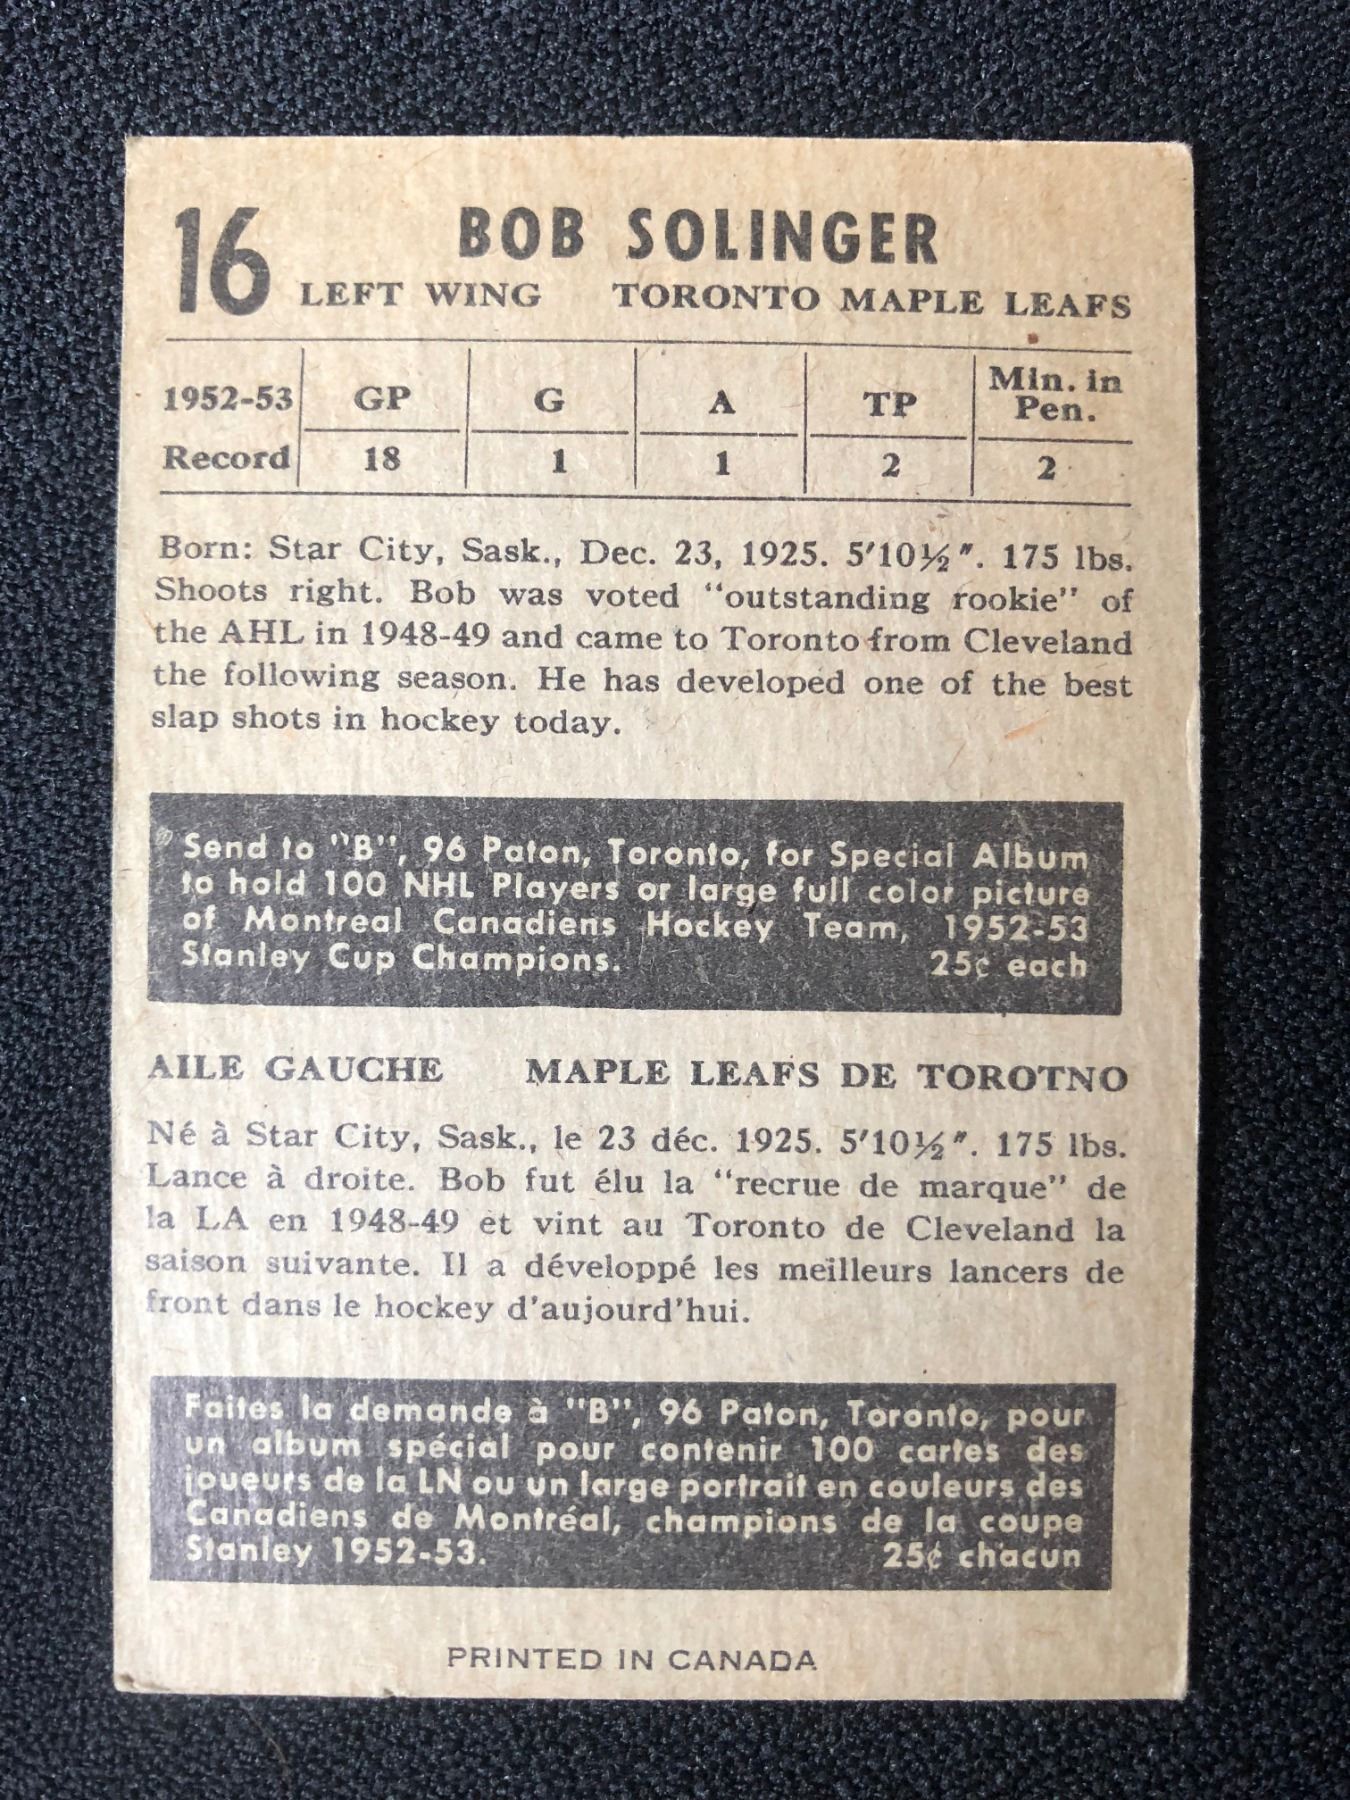 16 BOB SOLINGER
LEFT WING TORONTO MAPLE LEAFS
1952-53 GP G A TP Min. in Pen.
Record 18 1 1 2 2
Born: Star City, Sask., Dec. 23, 1925. 5'10½". 175 lbs.
Shoots right. Bob was voted "outstanding rookie" of
the AHL in 1948-49 and came to Toronto from Cleveland
the following season. He has developed one of the best
slap shots in hockey today.
Send to "B", 96 Paton, Toronto, for Special Album
to hold 100 NHL Players or large full color picture
of Montreal Canadiens Hockey Team, 1952-53
Stanley Cup Champions. 25¢ each
AILE GAUCHE MAPLE LEAFS DE TOROTNO
Né à Star City, Sask., le 23 déc. 1925. 5'10½". 175 lbs.
Lance à droite. Bob fut élu la "recrue de marque" de
la LA en 1948-49 et vint au Toronto de Cleveland la
saison suivante. Il a développé les meilleurs lancers de
front dans le hockey d'aujourd'hui.
Faites la demande à "B", 96 Paton, Toronto, pour
un album spécial pour contenir 100 cartes des
joueurs de la LN ou un large portrait en couleurs des
Canadiens de Montréal, champions de la coupe
Stanley 1952-53. 25¢ chacun
PRINTED IN CANADA